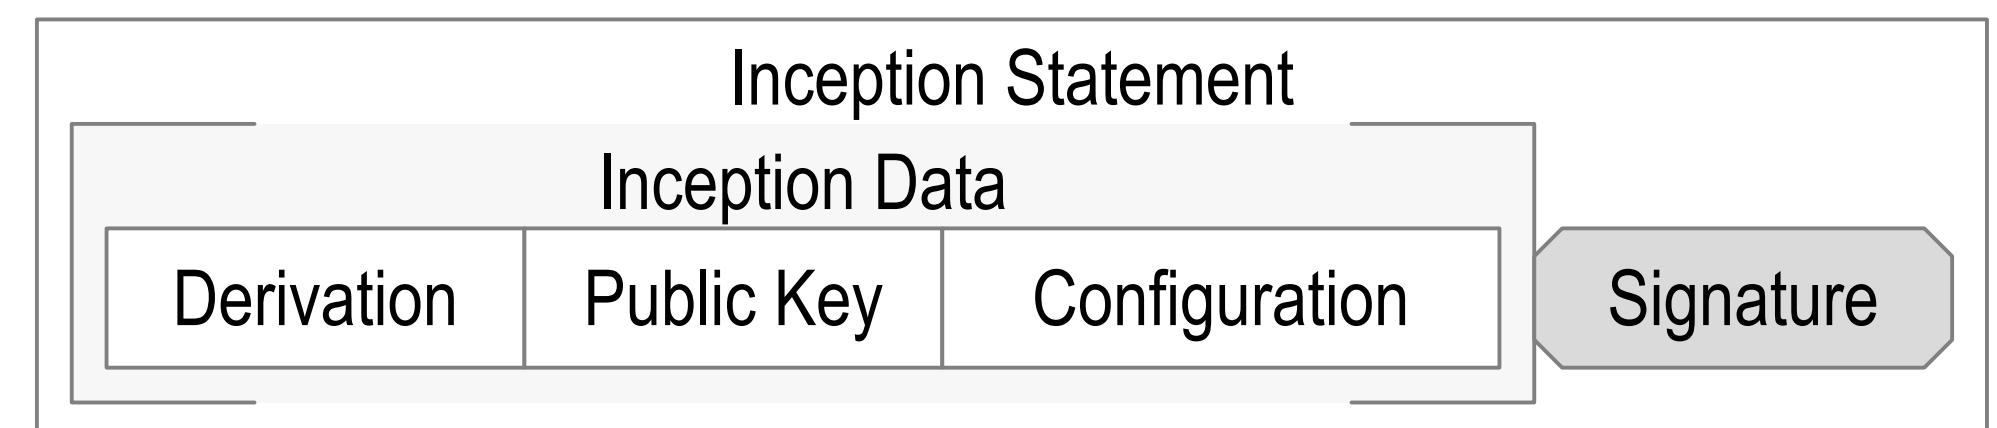 Inception Statement
Inception Data
Derivation Public Key Configuration Signature